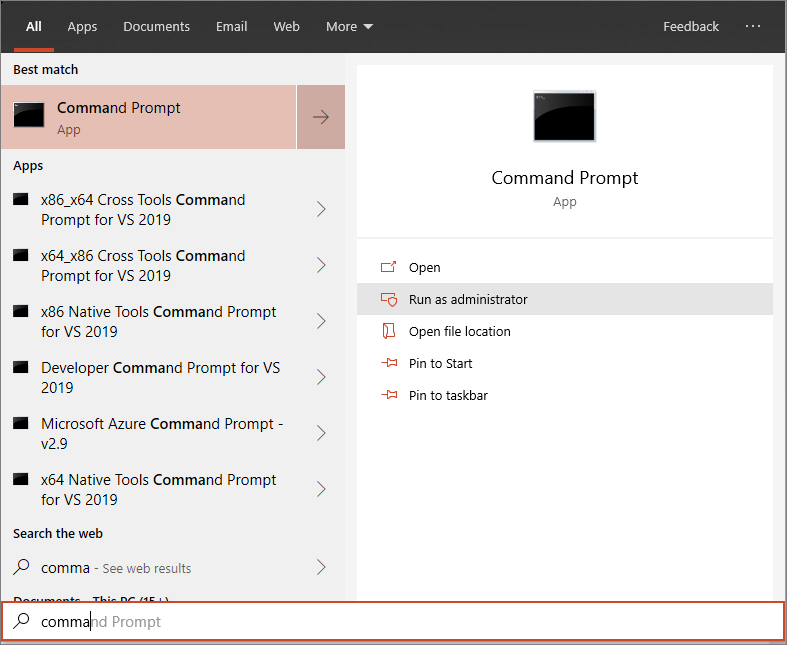 All Apps Documents Email Web More Feedback ...
Best match
Command Prompt
App
Apps
x86_x64 Cross Tools Command
Prompt for VS 2019
x64_x86 Cross Tools Command
Prompt for VS 2019
x86 Native Tools Command Prompt
for VS 2019
Developer Command Prompt for VS
2019
Microsoft Azure Command Prompt -
v2.9
x64 Native Tools Command Prompt
for VS 2019
Search the web
comma - See web results
Documents - This PC (15+)
Command Prompt
App
Open
Run as administrator
Open file location
Pin to Start
Pin to taskbar
command Prompt